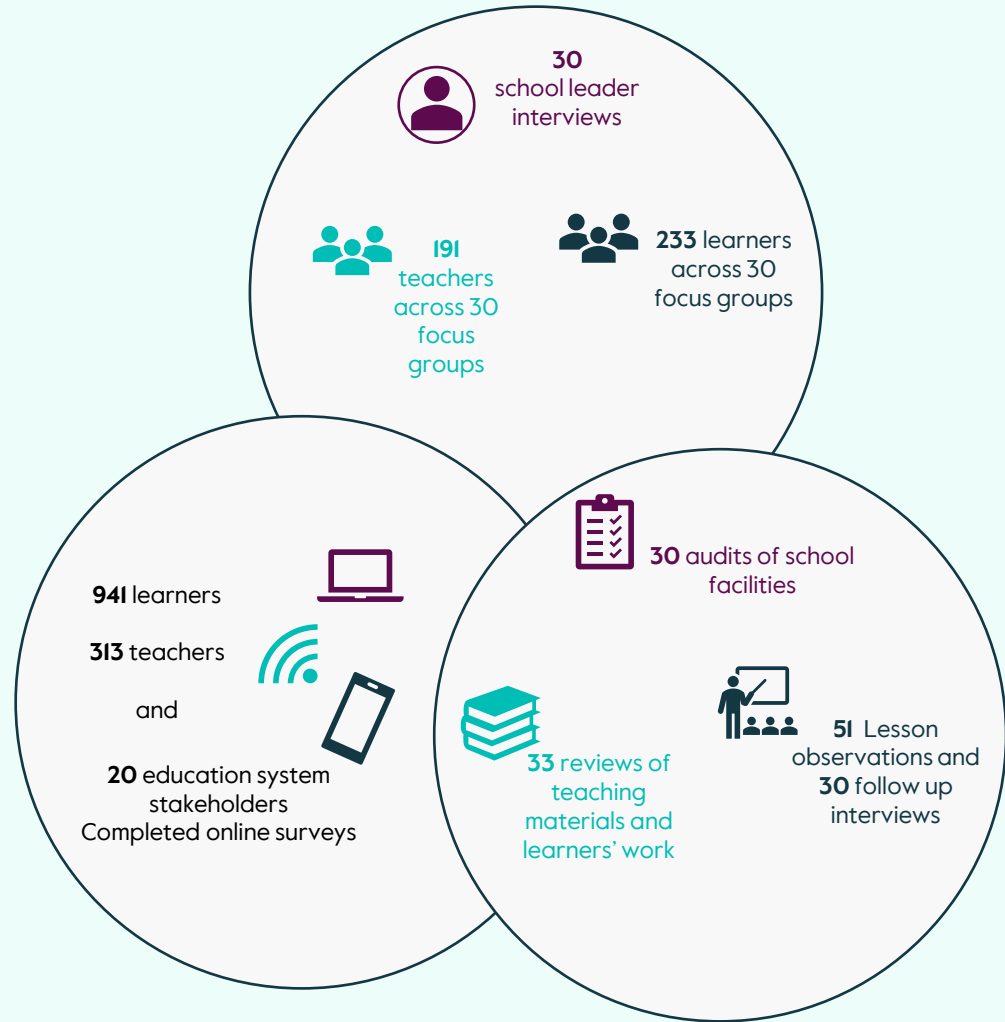 30
school leader
interviews
191
teachers
across 30
focus
groups
233 learners
across 30
focus groups
941 learners
313 teachers
and
20 education system
stakeholders
Completed online surveys
30 audits of school
facilities
33 reviews of
teaching
materials and
learners’ work
51 Lesson
observations and
30 follow up
interviews